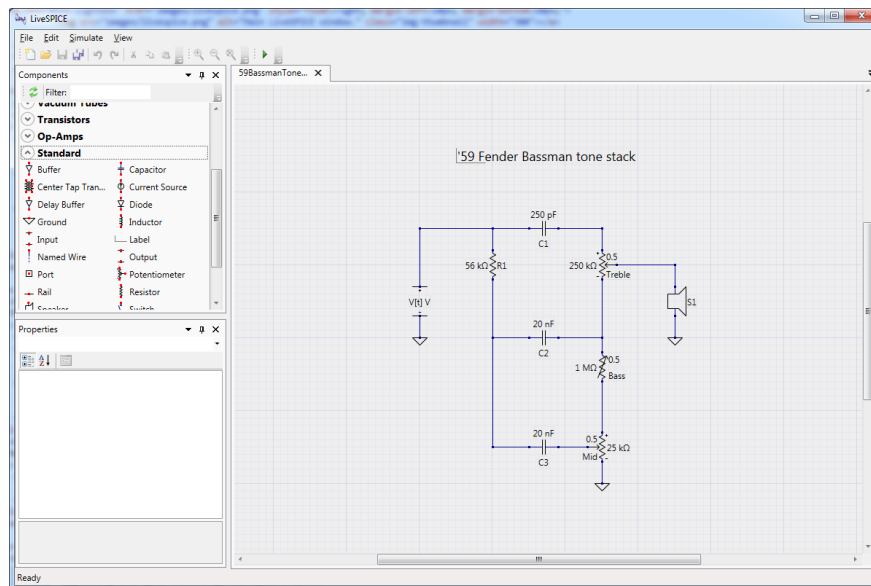 LiveSPICE
File Edit Simulate View
Components
59BassmanTone...
Filter:
Vacuum Tubes
Transistors
Op-Amps
Standard
Buffer Capacitor
Center Tap Tran... Current Source
Delay Buffer Diode
Ground Inductor
Input Label
Named Wire Output
Port Potentiometer
Rail Resistor
Speaker Switch
Properties
'59 Fender Bassman tone stack
250 pF
C1
56 kΩ R1
250 kΩ
+
0.5
-
Treble
V[t] V
+
-
S1
20 nF
C2
1 MΩ
0.5
Bass
20 nF
C3
0.5
+
25 kΩ
Mid
-
Ready